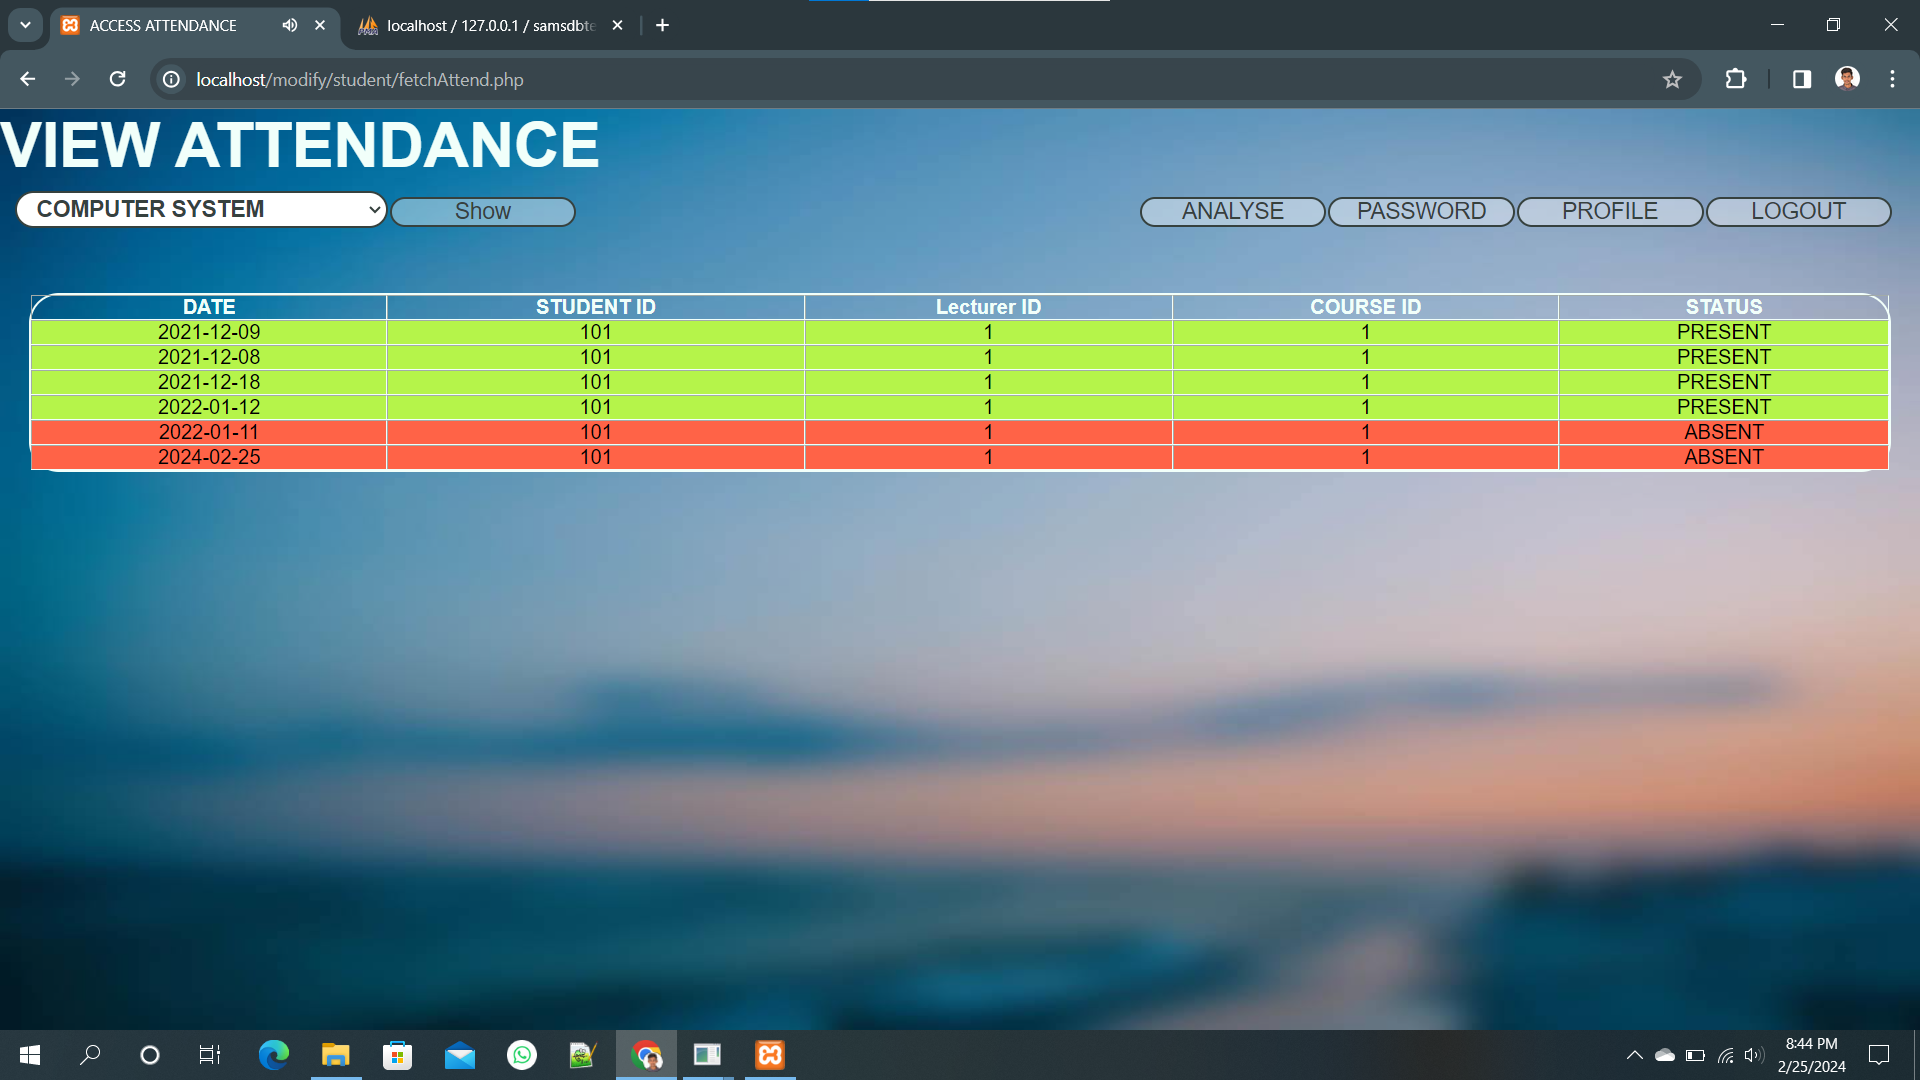 ACCESS ATTENDANCE
localhost / 127.0.0.1 / samsdbte
localhost/modify/student/fetchAttend.php
VIEW ATTENDANCE
COMPUTER SYSTEM Show ANALYSE PASSWORD PROFILE LOGOUT
DATE STUDENT ID Lecturer ID COURSE ID STATUS
2021-12-09 101 1 1 PRESENT
2021-12-08 101 1 1 PRESENT
2021-12-18 101 1 1 PRESENT
2022-01-12 101 1 1 PRESENT
2022-01-11 101 1 1 ABSENT
2024-02-25 101 1 1 ABSENT
8:44 PM
2/25/2024